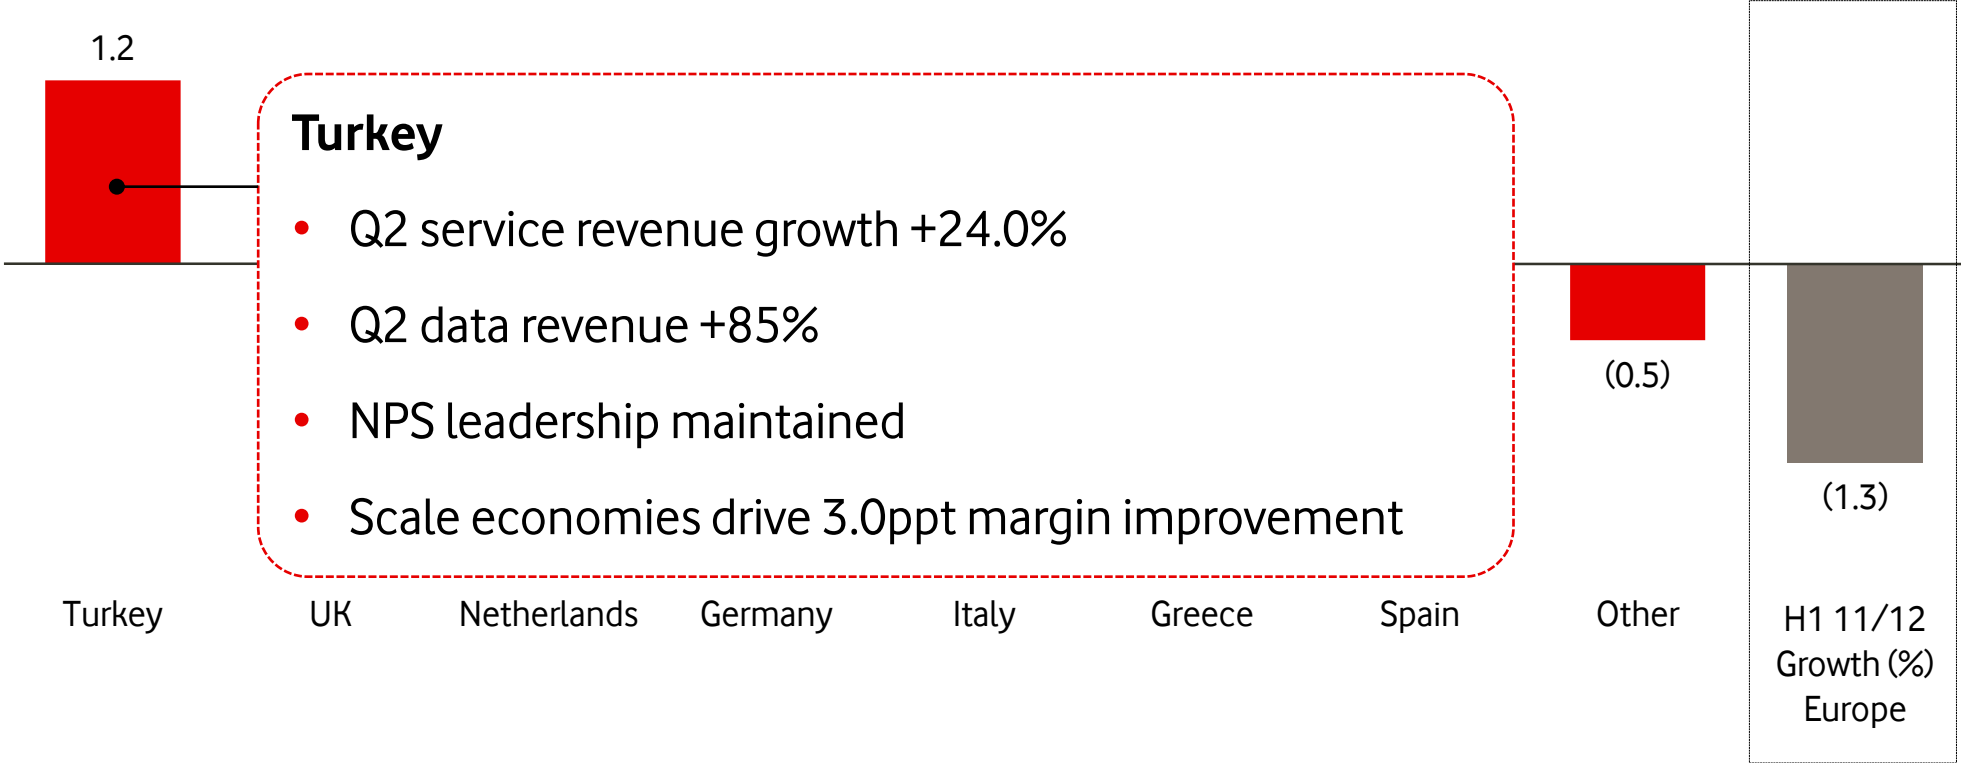 1.2
Turkey
• Q2 service revenue growth +24.0%
• Q2 data revenue +85%
• NPS leadership maintained
• Scale economies drive 3.0ppt margin improvement
(0.5)
(1.3)
Turkey UK Netherlands Germany Italy Greece Spain Other H1 11/12
Growth (%)
Europe